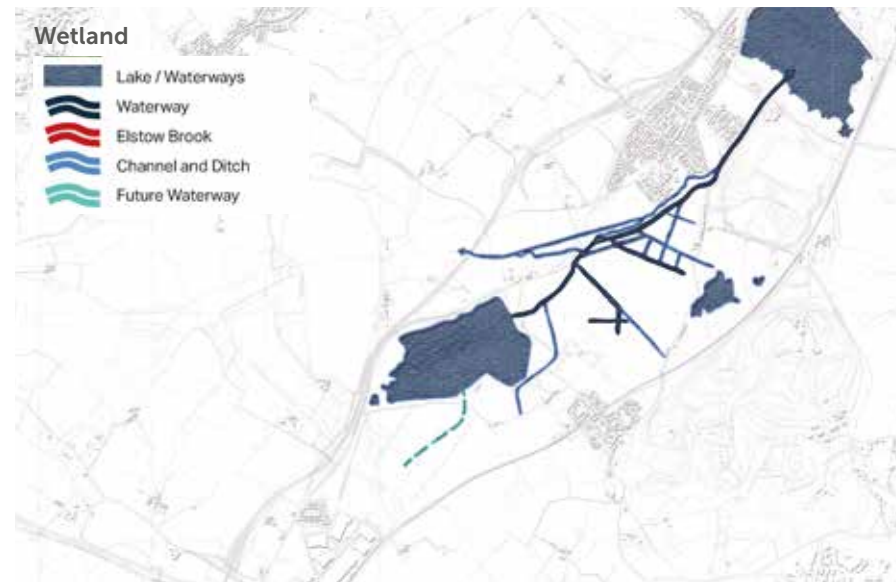 Wetland
Lake / Waterways
Waterway
Elstow Brook
Channel and Ditch
Future Waterway